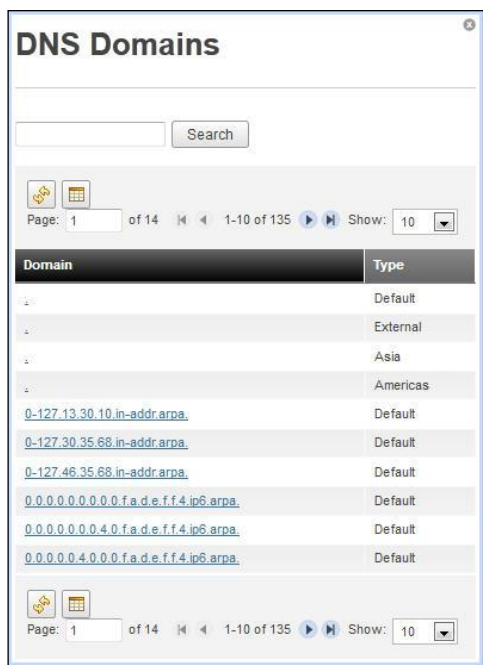 DNS Domains
Search
Page: 1 of 14 1-10 of 135 Show: 10
Domain Type
. Default
. External
. Asia
. Americas
0-127.13.30.10.in-addr.arpa. Default
0-127.30.35.68.in-addr.arpa. Default
0-127.46.35.68.in-addr.arpa. Default
0.0.0.0.0.0.0.0.f.a.d.e.f.f.4.ip6.arpa. Default
0.0.0.0.0.0.4.0.f.a.d.e.f.f.4.ip6.arpa. Default
0.0.0.0.0.4.0.0.0.f.a.d.e.f.f.4.ip6.arpa. Default
Page: 1 of 14 1-10 of 135 Show: 10